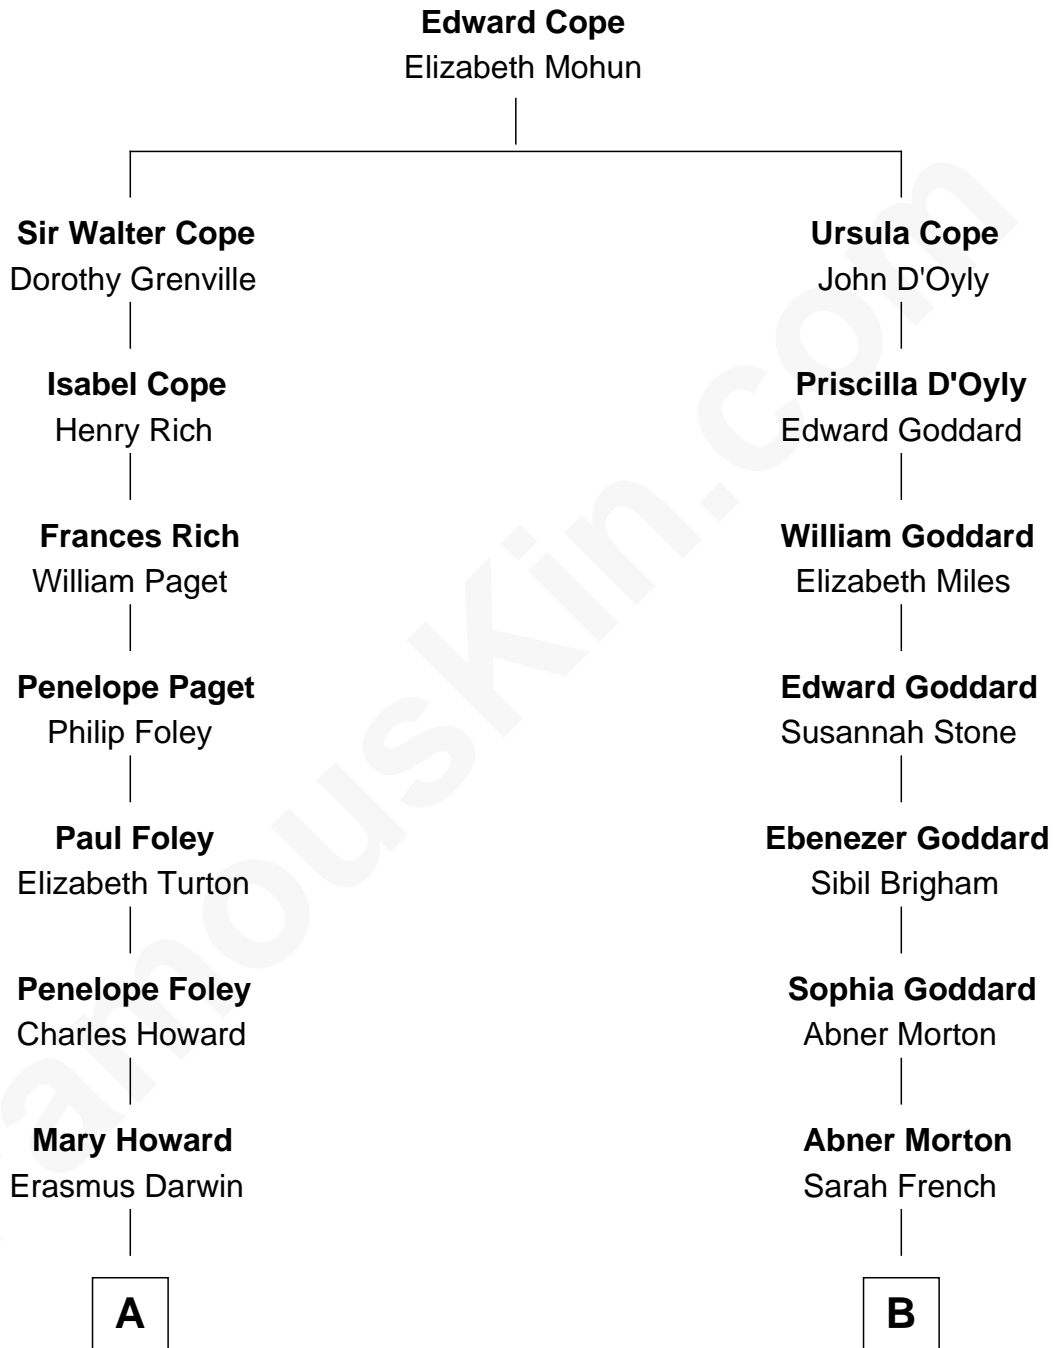 Edward Cope
Elizabeth Mohun
Sir Walter Cope
Dorothy Grenville
Isabel Cope
Henry Rich
Frances Rich
William Paget
Penelope Paget
Philip Foley
Paul Foley
Elizabeth Turton
Penelope Foley
Charles Howard
Mary Howard
Erasmus Darwin
A
Ursula Cope
John D'Oyly
Priscilla D'Oyly
Edward Goddard
William Goddard
Elizabeth Miles
Edward Goddard
Susannah Stone
Ebenezer Goddard
Sibil Brigham
Sophia Goddard
Abner Morton
Abner Morton
Sarah French
B
amouskin.com